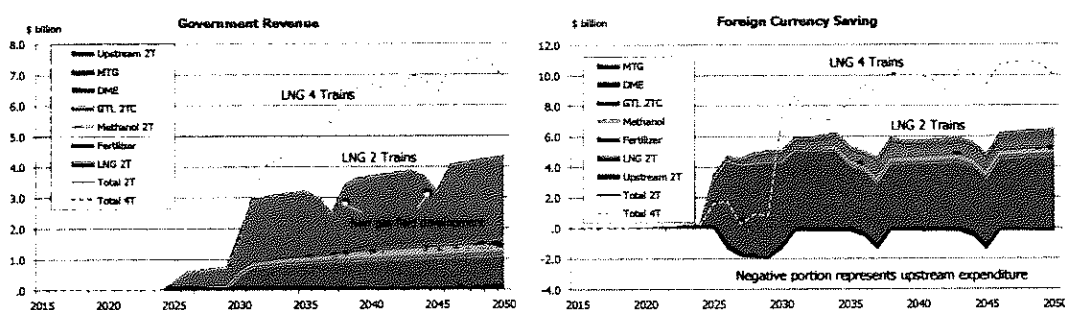 Government Revenue
$ billion
8.0
7.0
6.0
5.0
4.0
3.0
2.0
1.0
.0
Upstream 2T
MTG
DME
GTL 2TC
Methanol 2T
Fertilizer
LNG 2T
Total 2T
Total 4T
LNG 4 Trains
LNG 2 Trains
2015 2020 2025 2030 2035 2040 2045 2050
Foreign Currency Saving
$ billion
12.0
10.0
8.0
6.0
4.0
2.0
.0
-2.0
-4.0
MTG
DME
GTL 2TC
Methanol
Fertilizer
LNG 2T
Upstream 2T
Total 2T
Total 4T
LNG 4 Trains
LNG 2 Trains
Negative portion represents upstream expenditure
2015 2020 2025 2030 2035 2040 2045 2050